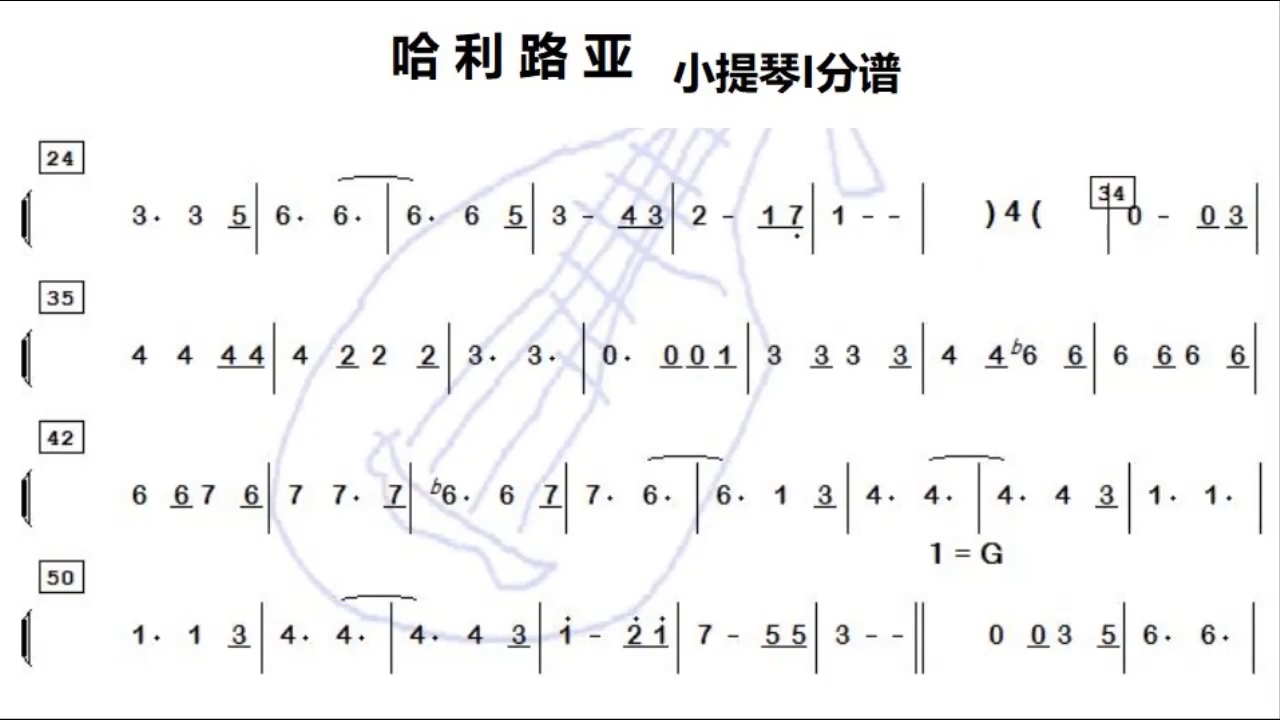 哈利路亚 小提琴Ⅰ分谱
24
3· 3 5 | 6· 6· | 6· 6 5 | 3 - 4 3 | 2 - 1 7 | 1 - - | )4( 34 | 0 - 0 3 |
35
4 4 4 4 | 4 2 2 2 | 3· 3· | 0· 0 0 1 | 3 3 3 3 | 4 4 b6 6 | 6 6 6 6 |
42
6 6 7 6 | 7 7· 7 | b6· 6 7 | 7· 6· | 6· 1 3 | 4· 4· | 4· 4 3 | 1· 1· |
1 = G
50
1· 1 3 | 4· 4· | 4· 4 3 | 1 - 2 1 | 7 - 5 5 | 3 - - || 0 0 3 5 | 6· 6· |